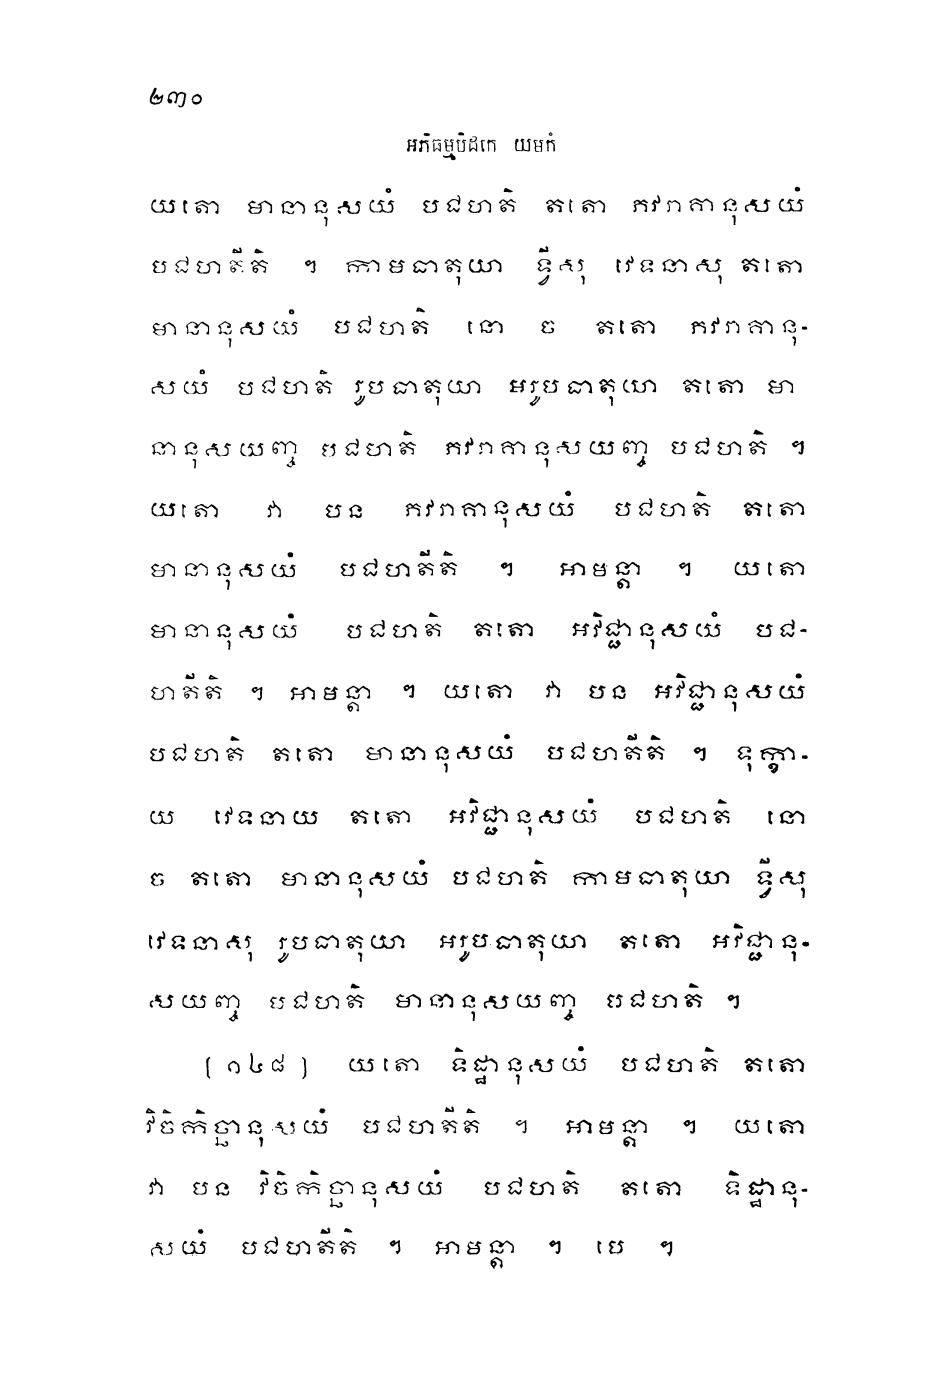 ២៣០
អភិធម្មបិដកេ យមកំ
យតោ មានានុសយំ បជហតិ តតោ ភវរាគានុសយំ
បជហតីតិ ។ កាមធាតុយា ទ្វីសុ វេទនាសុ តតោ
មានានុសយំ បជហតិ នោ ច តតោ ភវរាគានុ-
សយំ បជហតិ រូបធាតុយា អរូបធាតុយា តតោ មា
នានុសយញ្ច បជហតិ ភវរាគានុសយញ្ច បជហតិ ។
យតោ វា បន ភវរាគានុសយំ បជហតិ តតោ
មានានុសយំ បជហតីតិ ។ អាមន្តា ។ យតោ
មានានុសយំ បជហតិ តតោ អវិជ្ជានុសយំ បជ-
ហតីតិ ។ អាមន្តា ។ យតោ វា បន អវិជ្ជានុសយំ
បជហតិ តតោ មានានុសយំ បជហតីតិ ។ ទុក្ខា-
យ វេទនាយ តតោ អវិជ្ជានុសយំ បជហតិ នោ
ច តតោ មានានុសយំ បជហតិ កាមធាតុយា ទ្វីសុ
វេទនាសុ រូបធាតុយា អរូបធាតុយា តតោ អវិជ្ជានុ-
សយញ្ច បជហតិ មានានុសយញ្ច បជហតិ ។
(១៤៨) យតោ ទិដ្ឋានុសយំ បជហតិ តតោ
វិចិកិច្ឆានុសយំ បជហតីតិ ។ អាមន្តា ។ យតោ
វា បន វិចិកិច្ឆានុសយំ បជហតិ តតោ ទិដ្ឋានុ-
សយំ បជហតីតិ ។ អាមន្តា ។ បេ ។